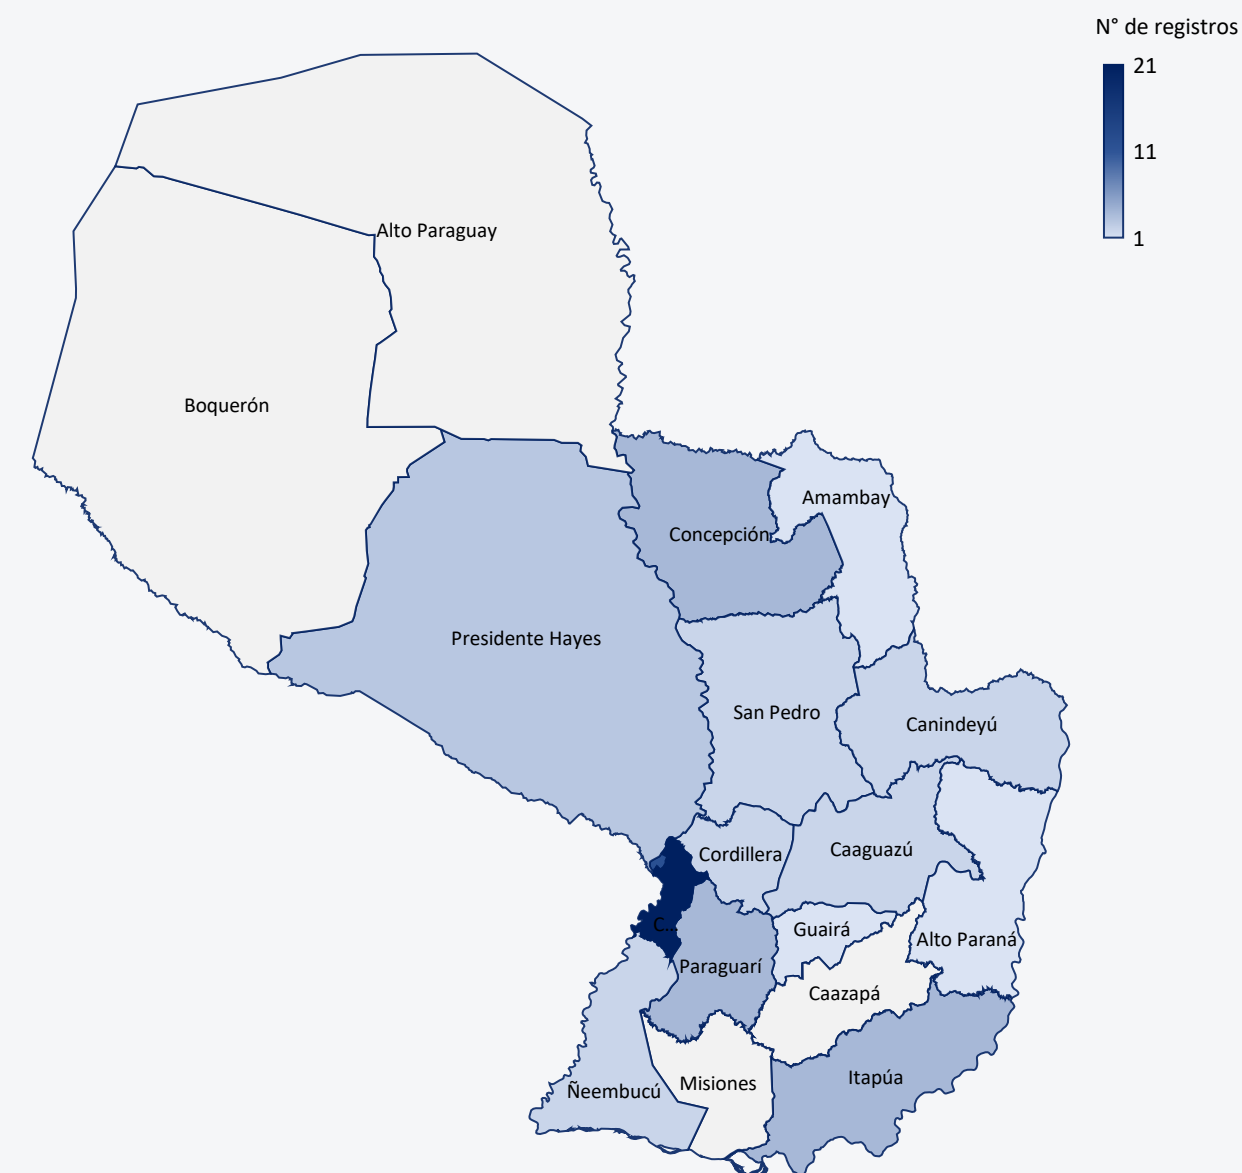 N° de registros
21
11
1
Alto Paraguay
Boquerón
Amambay
Concepción
Presidente Hayes
San Pedro
Canindeyú
Cordillera
Caaguazú
C...
Guairá
Alto Paraná
Paraguarí
Caazapá
Itapúa
Misiones
Ñeembucú